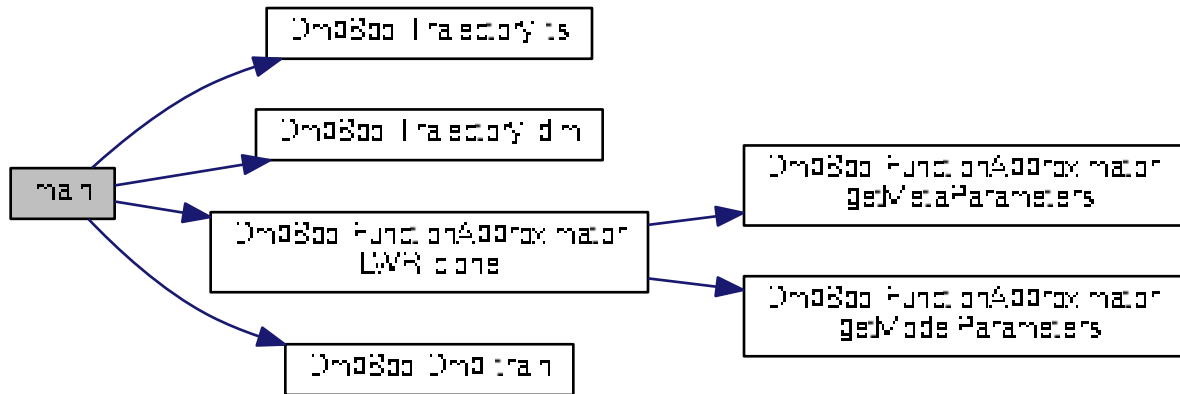 main
DmpBbo::Trajectory::ts
DmpBbo::Trajectory::dim
DmpBbo::FunctionApproximator
LWR::clone
DmpBbo::FunctionApproximator
::getMetaParameters
DmpBbo::FunctionApproximator
::getModelParameters
DmpBbo::Dmp::train